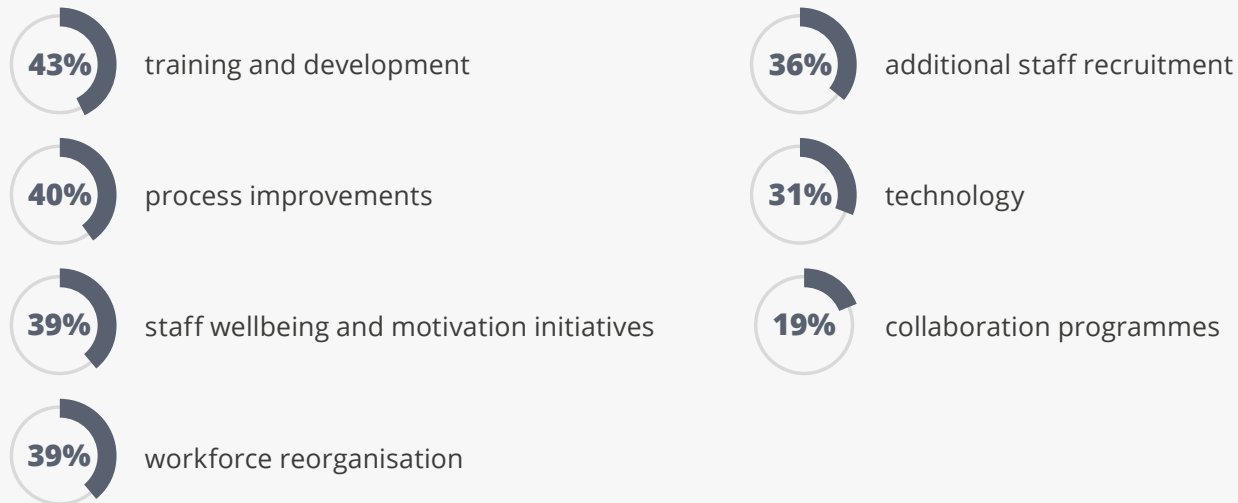 43% training and development
40% process improvements
39% staff wellbeing and motivation initiatives
39% workforce reorganisation
36% additional staff recruitment
31% technology
19% collaboration programmes